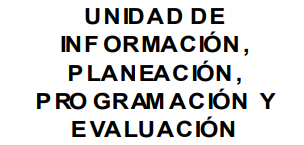 UNIDAD DE
INFORMACIÓN,
PLANEACIÓN,
PROGRAMACIÓN Y
EVALUACIÓN